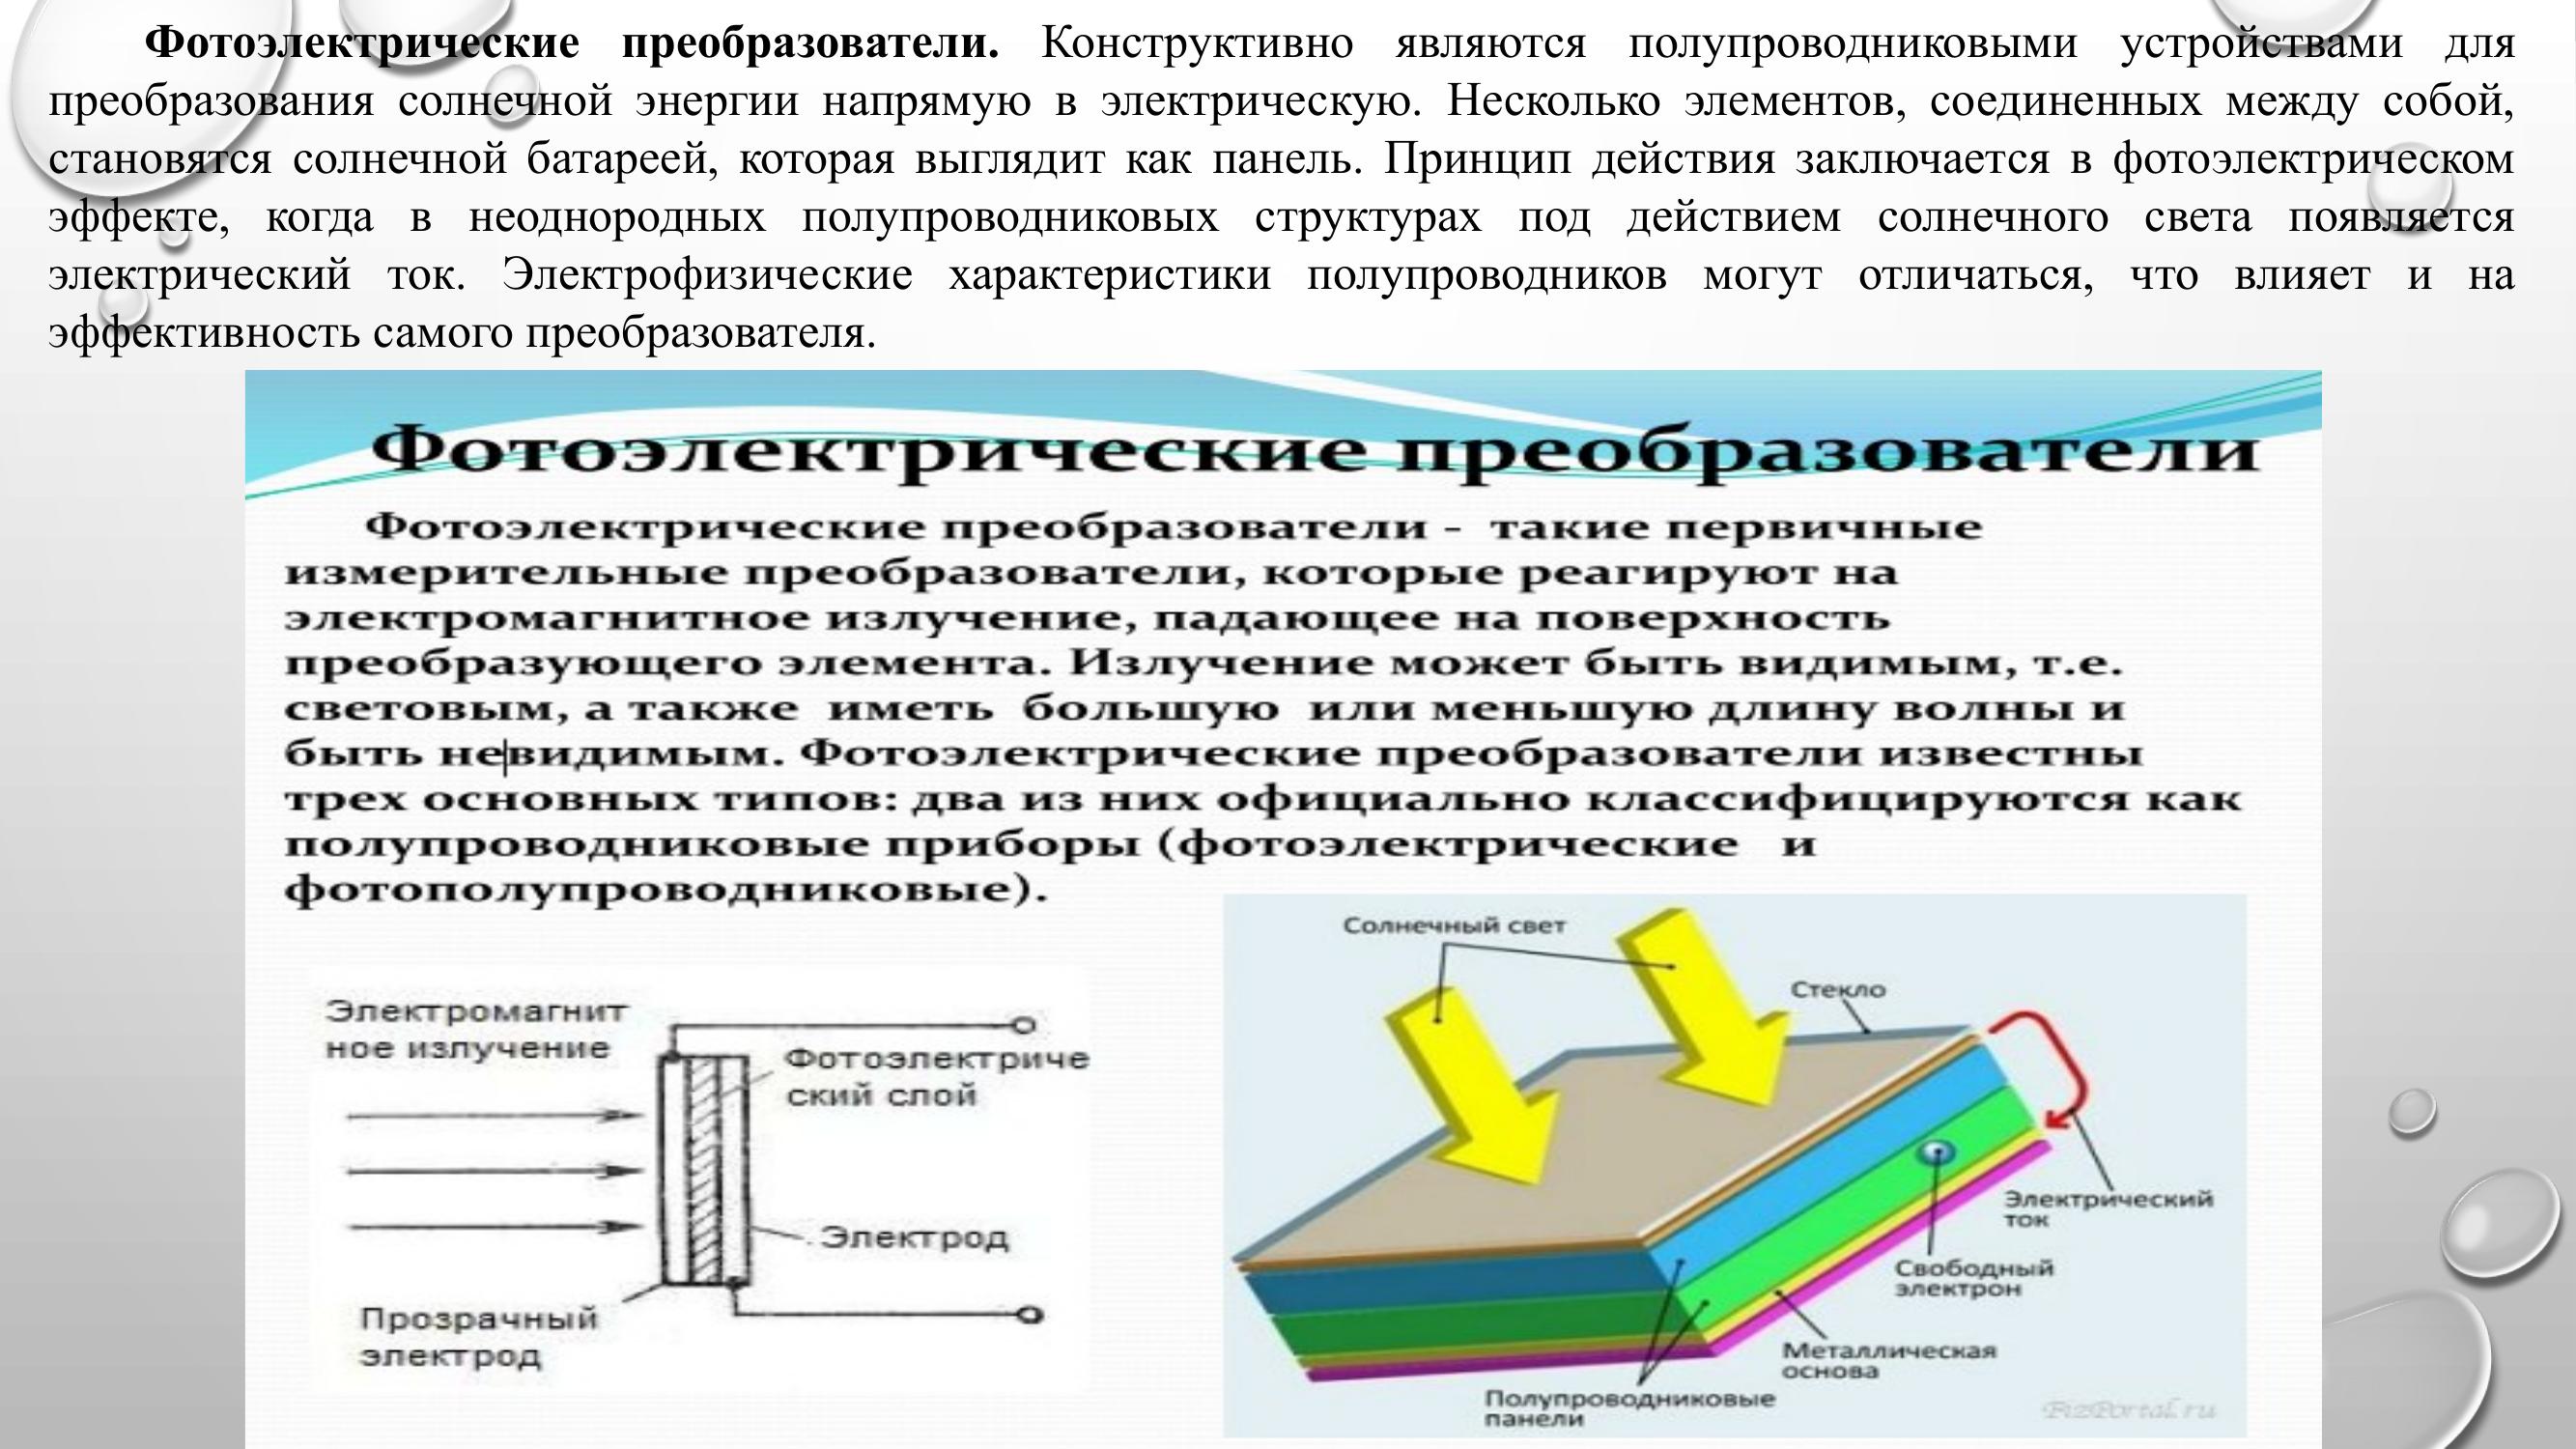 Фотоэлектрические преобразователи. Конструктивно являются полупроводниковыми устройствами для
преобразования солнечной энергии напрямую в электрическую. Несколько элементов, соединенных между собой,
становятся солнечной батареей, которая выглядит как панель. Принцип действия заключается в фотоэлектрическом
эффекте, когда в неоднородных полупроводниковых структурах под действием солнечного света появляется
электрический ток. Электрофизические характеристики полупроводников могут отличаться, что влияет и на
эффективность самого преобразователя.
Фотоэлектрические преобразователи
Фотоэлектрические преобразователи - такие первичные
измерительные преобразователи, которые реагируют на
электромагнитное излучение, падающее на поверхность
преобразующего элемента. Излучение может быть видимым, т.е.
световым, а также иметь большую или меньшую длину волны и
быть невидимым. Фотоэлектрические преобразователи известны
трех основных типов: два из них официально классифицируются как
полупроводниковые приборы (фотоэлектрические и
фотополупроводниковые).
Электромагнит
ное излучение
Фотоэлектриче
ский слой
Электрод
Прозрачный
электрод
Солнечный свет
Стекло
Электрический
ток
Свободный
электрон
Металлическая
основа
Полупроводниковые
панели
FizPortal.ru